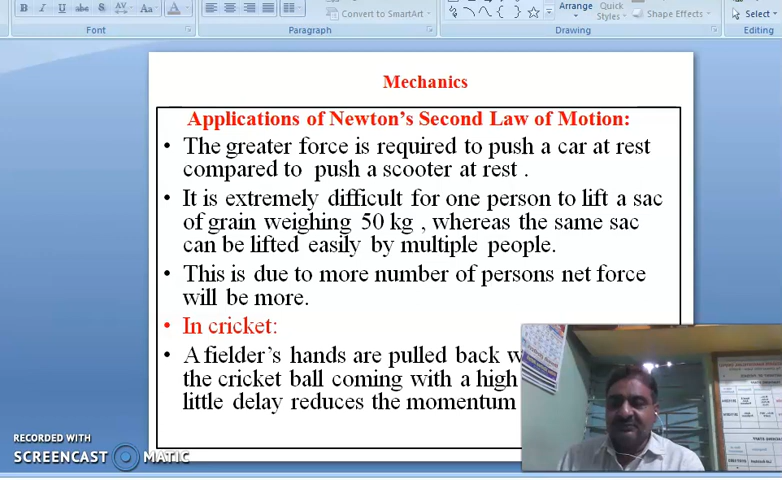 Arrange
Quick
Styles
Shape Effects
Select
Convert to SmartArt
Font
Paragraph
Drawing
Editing
Mechanics
Applications of Newton's Second Law of Motion:
• The greater force is required to push a car at rest
compared to push a scooter at rest .
• It is extremely difficult for one person to lift a sac
of grain weighing 50 kg , whereas the same sac
can be lifted easily by multiple people.
• This is due to more number of persons net force
will be more.
• In cricket:
• A fielder's hands are pulled back
the cricket ball coming with a high
little delay reduces the momentum
RECORDED WITH
SCREENCAST MATIC